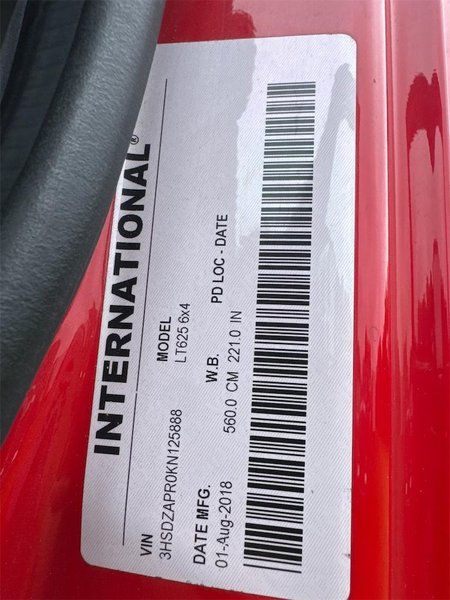 INTERNATIONAL®
VIN MODEL
3HSDZAPR0KN125888 LT625 6x4
DATE MFG. W.B. PD LOC - DATE
01-Aug-2018 560.0 CM 221.0 IN